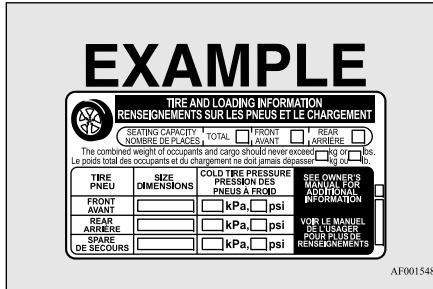 EXAMPLE
TIRE AND LOADING INFORMATION
RENSEIGNEMENTS SUR LES PNEUS ET LE CHARGEMENT
SEATING CAPACITY TOTAL FRONT REAR
NOMBRE DE PLACES AVANT ARRIÈRE
The combined weight of occupants and cargo should never exceed kg or lbs.
Le poids total des occupants et du chargement ne doit jamais dépasser kg ou lb.
TIRE
PNEU
SIZE
DIMENSIONS
COLD TIRE PRESSURE
PRESSION DES
PNEUS À FROID
SEE OWNER'S
MANUAL FOR
ADDITIONAL
INFORMATION
FRONT
AVANT
kPa, psi
REAR
ARRIÈRE
kPa, psi
SPARE
DE SECOURS
kPa, psi
VOIR LE MANUEL
DE L'USAGER
POUR PLUS DE
RENSEIGNEMENTS
AF001548